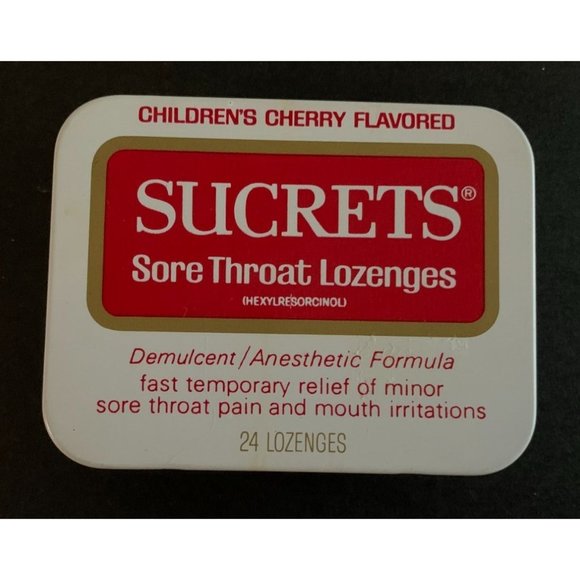 CHILDREN'S CHERRY FLAVORED
SUCRETS®
Sore Throat Lozenges
(HEXYLRESORCINOL)
Demulcent/Anesthetic Formula
fast temporary relief of minor
sore throat pain and mouth irritations
24 LOZENGES